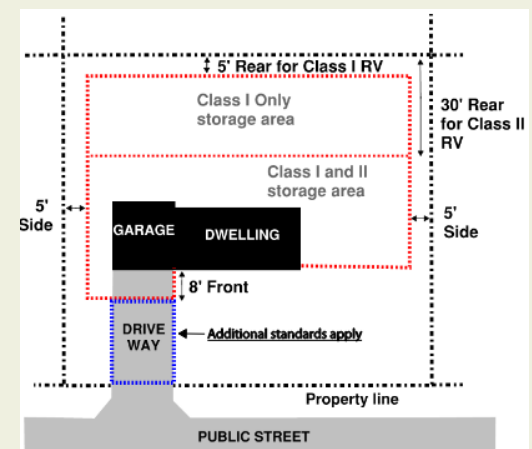 5' Rear for Class I RV
Class I Only
storage area
30' Rear
for Class II
RV
Class I and II
storage area
5'
Side
GARAGE
DWELLING
5'
Side
8' Front
DRIVE
WAY
Additional standards apply
Property line
PUBLIC STREET